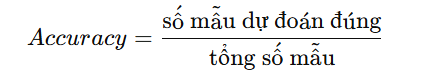 Accuracy = số mẫu dự đoán đúng / tổng số mẫu